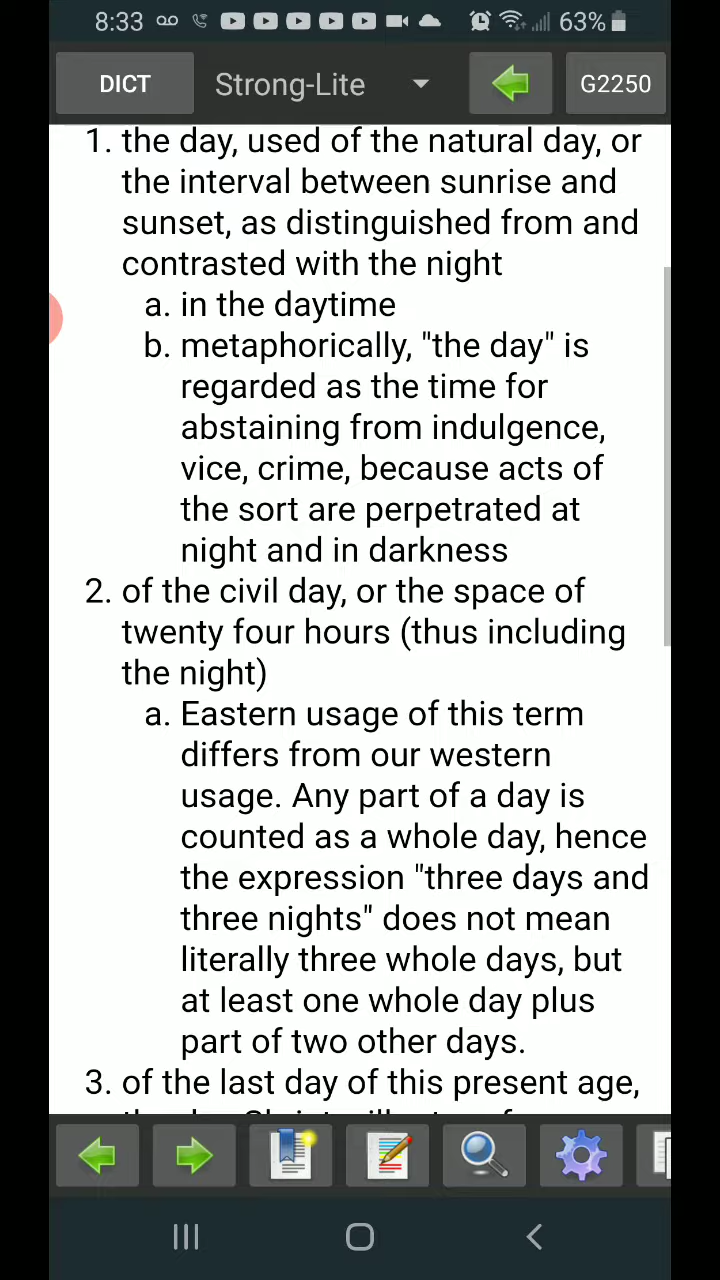 8:33 63%
DICT Strong-Lite G2250
1. the day, used of the natural day, or
the interval between sunrise and
sunset, as distinguished from and
contrasted with the night
a. in the daytime
b. metaphorically, "the day" is
regarded as the time for
abstaining from indulgence,
vice, crime, because acts of
the sort are perpetrated at
night and in darkness
2. of the civil day, or the space of
twenty four hours (thus including
the night)
a. Eastern usage of this term
differs from our western
usage. Any part of a day is
counted as a whole day, hence
the expression "three days and
three nights" does not mean
literally three whole days, but
at least one whole day plus
part of two other days.
3. of the last day of this present age,